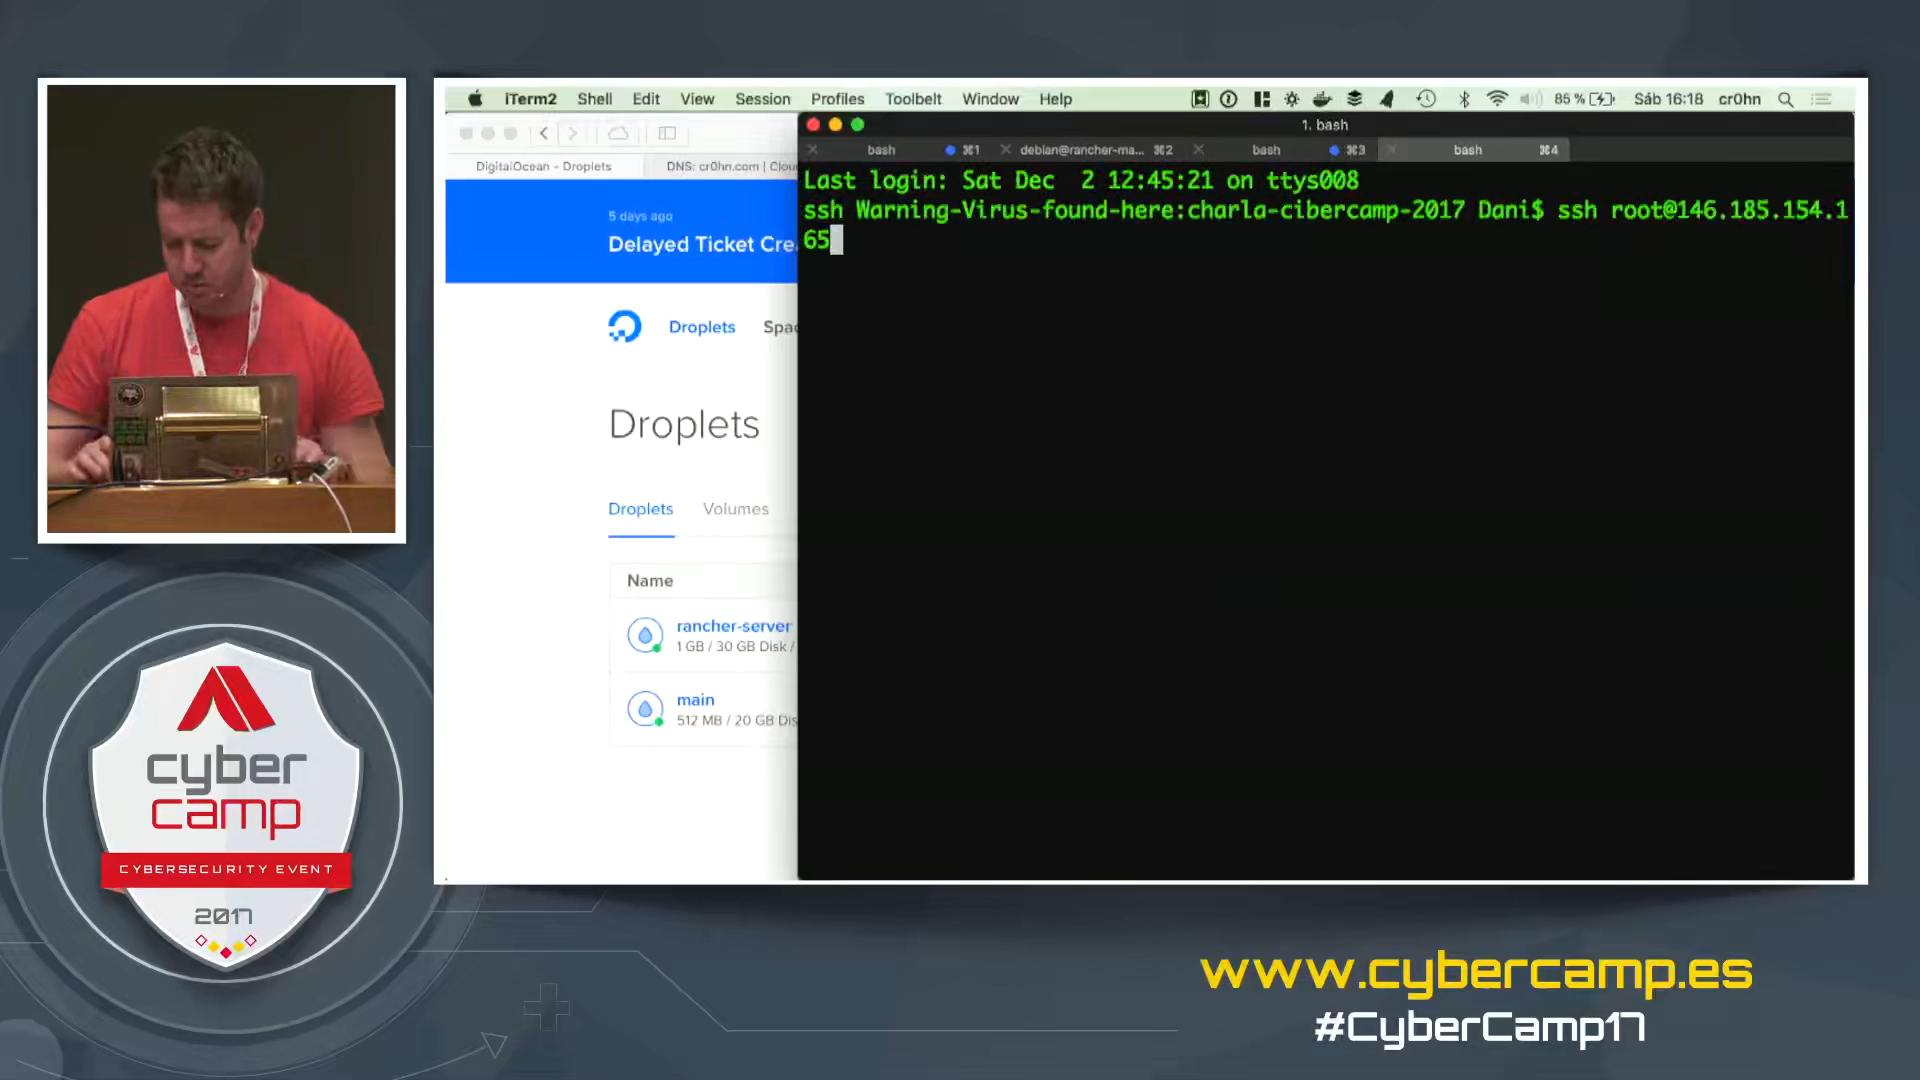 iTerm2 Shell Edit View Session Profiles Toolbelt Window Help 85 % Sáb 16:18 cr0hn
1. bash
bash ⌘1 debian@rancher-ma... ⌘2 bash ⌘3 bash ⌘4
DigitalOcean - Droplets DNS: cr0hn.com | Clou
Last login: Sat Dec  2 12:45:21 on ttys008
ssh Warning-Virus-found-here:charla-cibercamp-2017 Dani$ ssh root@146.185.154.1
65
5 days ago
Delayed Ticket Cre
Droplets Spac
Droplets
Droplets Volumes
Name
rancher-server
1 GB / 30 GB Disk /
main
512 MB / 20 GB Dis
cyber
camp
CYBERSECURITY EVENT
2017
www.cybercamp.es
#CyberCamp17